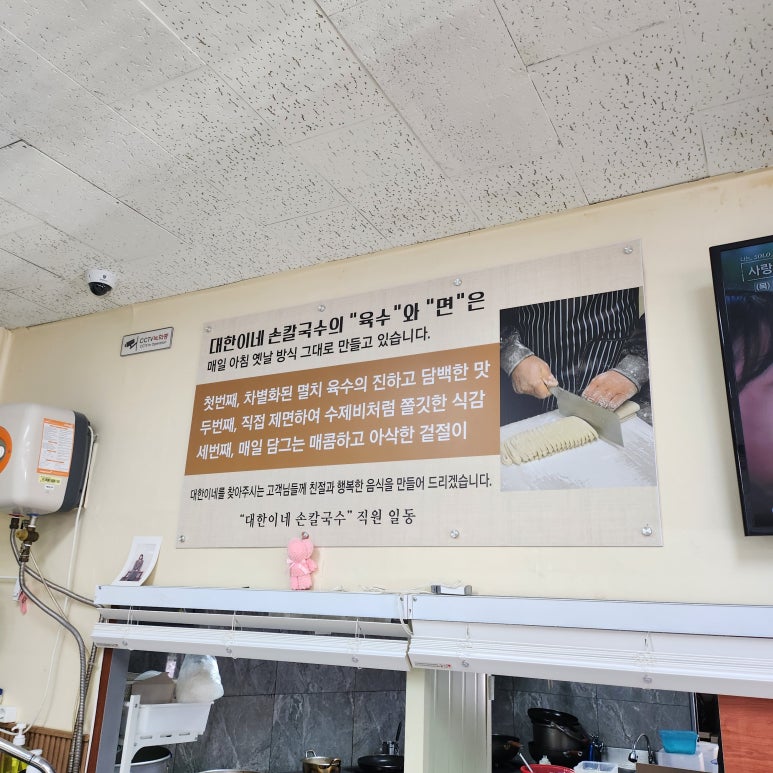 대한이네 손칼국수의 "육수"와 "면"은
매일 아침 옛날 방식 그대로 만들고 있습니다.
첫번째, 차별화된 멸치 육수의 진하고 담백한 맛
두번째, 직접 제면하여 수제비처럼 쫄깃한 식감
세번째, 매일 담그는 매콤하고 아삭한 겉절이
대한이네를 찾아주시는 고객님들께 친절과 행복한 음식을 만들어 드리겠습니다.
"대한이네 손칼국수" 직원 일동
CCTV녹화중
사랑
(목)